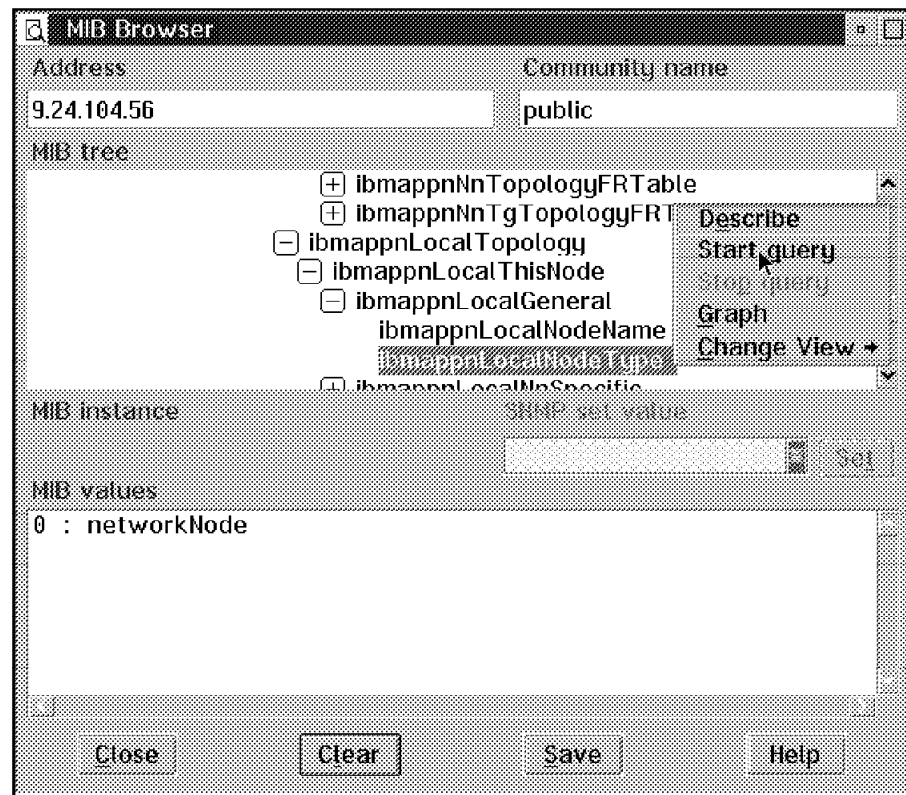 MIB Browser
Address Community name
9.24.104.56 public
MIB tree
ibmappnNnTopologyFRTable
ibmappnNnTgTopologyFRT
ibmappnLocalTopology
ibmappnLocalThisNode
ibmappnLocalGeneral
ibmappnLocalNodeName
ibmappnLocalNodeType
ibmappnLocalNnSpecific
Describe
Start query
Stop query
Graph
Change View
MIB instance SNMP set value
Set
MIB values
0 : networkNode
Close Clear Save Help